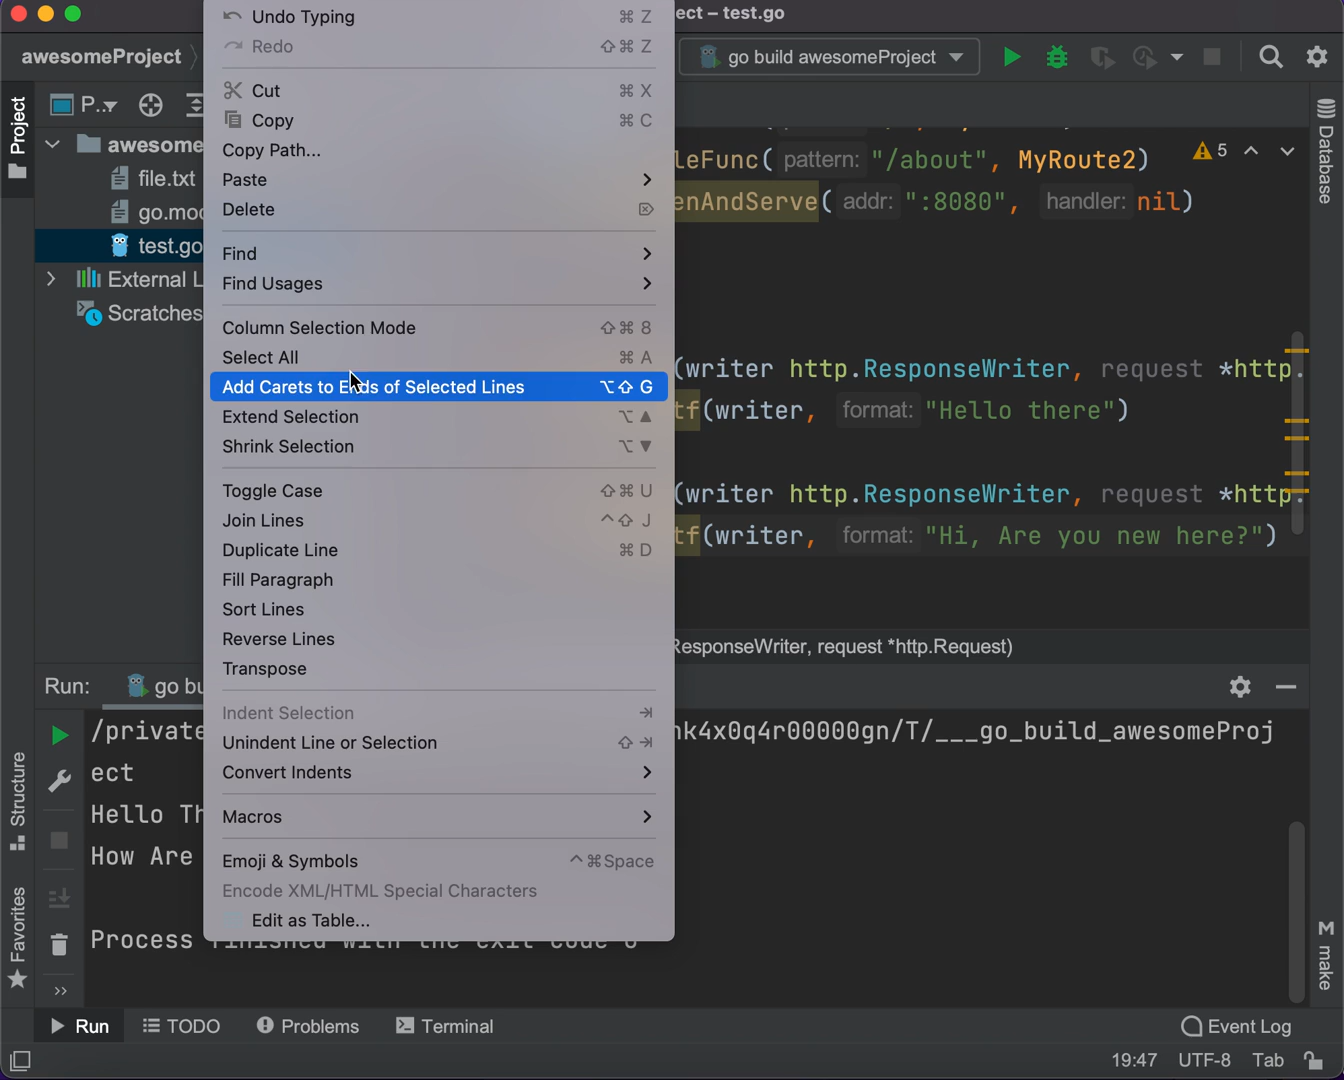 ect – test.go
awesomeProject
go build awesomeProject
Project
P...
awesome
file.txt
go.mod
test.go
External L
Scratches
Undo Typing ⌘ Z
Redo ⇧⌘ Z
Cut ⌘ X
Copy ⌘ C
Copy Path...
Paste
Delete
Find
Find Usages
Column Selection Mode ⇧⌘ 8
Select All ⌘ A
Add Carets to Ends of Selected Lines ⌥⇧ G
Extend Selection ⌥▲
Shrink Selection ⌥▼
Toggle Case ⇧⌘ U
Join Lines ^⇧ J
Duplicate Line ⌘ D
Fill Paragraph
Sort Lines
Reverse Lines
Transpose
Indent Selection ⇥
Unindent Line or Selection ⇧⇥
Convert Indents
Macros
Emoji & Symbols ^⌘Space
Encode XML/HTML Special Characters
Edit as Table...
leFunc( pattern: "/about", MyRoute2)
5
enAndServe( addr: ":8080", handler: nil)
(writer http.ResponseWriter, request *http.
tf(writer, format: "Hello there")
(writer http.ResponseWriter, request *http.
tf(writer, format: "Hi, Are you new here?")
ResponseWriter, request *http.Request)
Database
make
Structure
Favorites
Run:
go bu
/private
nk4x0q4r00000gn/T/___go_build_awesomeProj
ect
Hello Th
How Are
Process finished with the exit code 0
Run
TODO
Problems
Terminal
Event Log
19:47 UTF-8 Tab